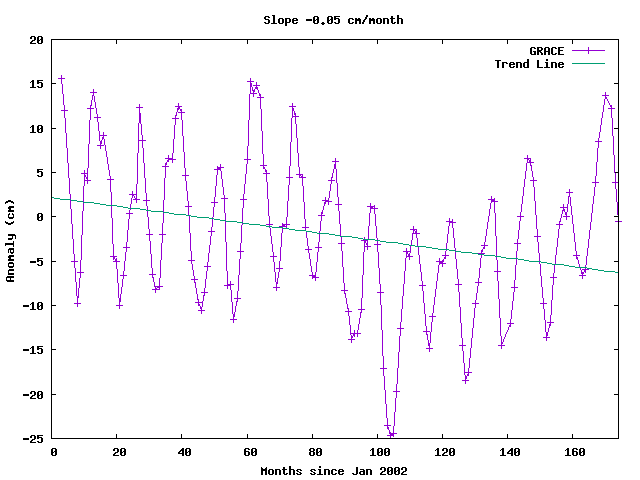 Slope -0.05 cm/month
GRACE
Trend Line
20
15
10
5
0
-5
-10
-15
-20
-25
Anomaly (cm)
0 20 40 60 80 100 120 140 160
Months since Jan 2002